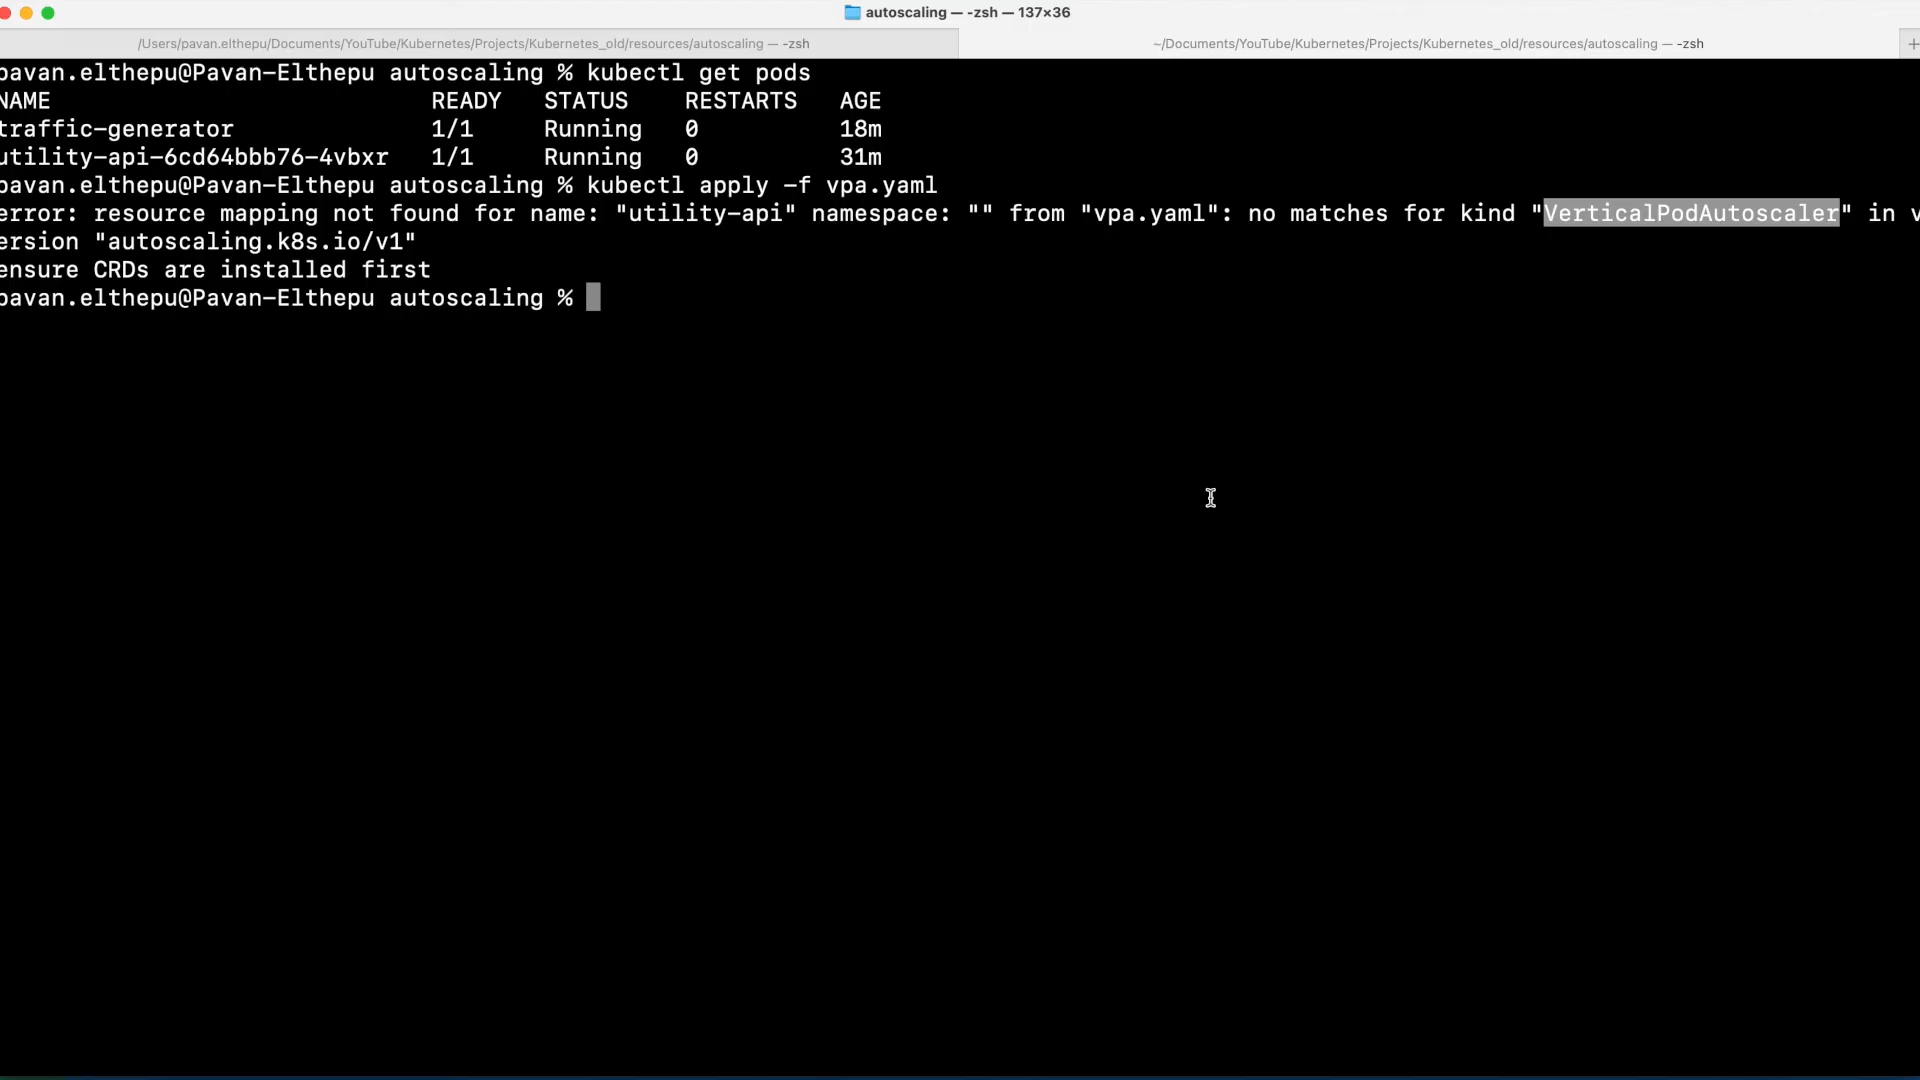 autoscaling — -zsh — 137×36
/Users/pavan.elthepu/Documents/YouTube/Kubernetes/Projects/Kubernetes_old/resources/autoscaling — -zsh
~/Documents/YouTube/Kubernetes/Projects/Kubernetes_old/resources/autoscaling — -zsh
pavan.elthepu@Pavan-Elthepu autoscaling % kubectl get pods
NAME READY STATUS RESTARTS AGE
traffic-generator 1/1 Running 0 18m
utility-api-6cd64bbb76-4vbxr 1/1 Running 0 31m
pavan.elthepu@Pavan-Elthepu autoscaling % kubectl apply -f vpa.yaml
error: resource mapping not found for name: "utility-api" namespace: "" from "vpa.yaml": no matches for kind "VerticalPodAutoscaler" in v
ersion "autoscaling.k8s.io/v1"
ensure CRDs are installed first
pavan.elthepu@Pavan-Elthepu autoscaling %